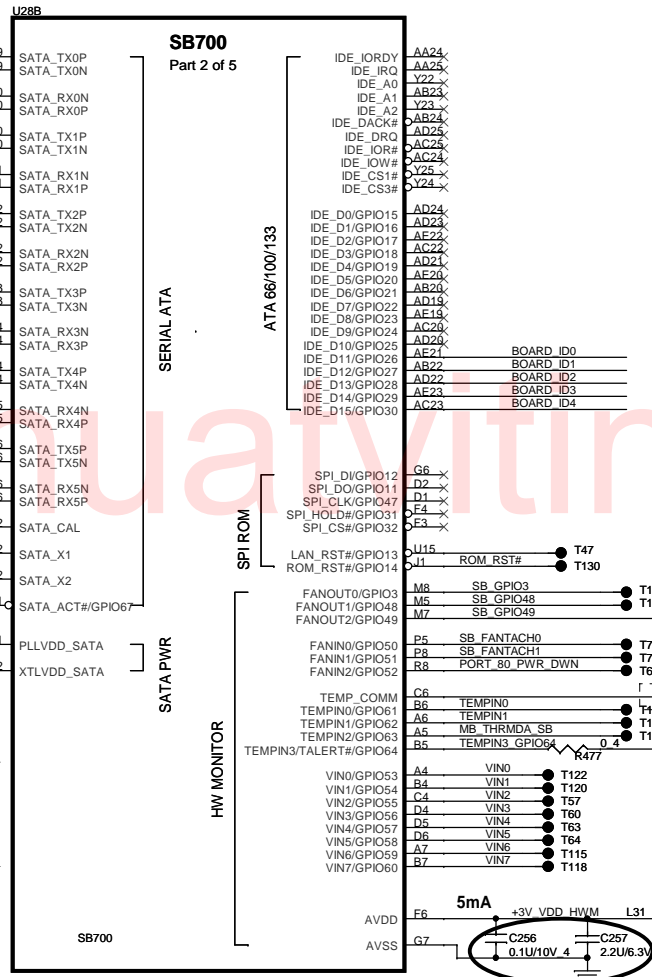 U28B
SB700
Part 2 of 5
SATA_TX0P
SATA_TX0N
SATA_RX0N
SATA_RX0P
SATA_TX1P
SATA_TX1N
SATA_RX1N
SATA_RX1P
SATA_TX2P
SATA_TX2N
SATA_RX2N
SATA_RX2P
SATA_TX3P
SATA_TX3N
SATA_RX3N
SATA_RX3P
SATA_TX4P
SATA_TX4N
SATA_RX4N
SATA_RX4P
SATA_TX5P
SATA_TX5N
SATA_RX5N
SATA_RX5P
SATA_CAL
SATA_X1
SATA_X2
SATA_ACT#/GPIO67
PLLVDD_SATA
XTLVDD_SATA
SERIAL ATA
SATA PWR
ATA 66/100/133
SPI ROM
HW MONITOR
IDE_IORDY AA24
IDE_IRQ AA25
IDE_A0 Y22
IDE_A1 AB23
IDE_A2 Y23
IDE_DACK# AB24
IDE_DRQ AD25
IDE_IOR# AC25
IDE_IOW# AC24
IDE_CS1# Y25
IDE_CS3# Y24
IDE_D0/GPIO15 AD24
IDE_D1/GPIO16 AD23
IDE_D2/GPIO17 AE22
IDE_D3/GPIO18 AC22
IDE_D4/GPIO19 AD21
IDE_D5/GPIO20 AE20
IDE_D6/GPIO21 AB20
IDE_D7/GPIO22 AD19
IDE_D8/GPIO23 AE19
IDE_D9/GPIO24 AC20
IDE_D10/GPIO25 AD20
IDE_D11/GPIO26 AE21 BOARD_ID0
IDE_D12/GPIO27 AB22 BOARD_ID1
IDE_D13/GPIO28 AD22 BOARD_ID2
IDE_D14/GPIO29 AE23 BOARD_ID3
IDE_D15/GPIO30 AC23 BOARD_ID4
huatvitin
SPI_DI/GPIO12 G6
SPI_DO/GPIO11 D2
SPI_CLK/GPIO47 D1
SPI_HOLD#/GPIO31 F4
SPI_CS#/GPIO32 F3
LAN_RST#/GPIO13 U15 T47
ROM_RST#/GPIO14 J1 ROM_RST# T130
FANOUT0/GPIO3 M8 SB_GPIO3
FANOUT1/GPIO48 M5 SB_GPIO48
FANOUT2/GPIO49 M7 SB_GPIO49
FANIN0/GPIO50 P5 SB_FANTACH0
FANIN1/GPIO51 P8 SB_FANTACH1
FANIN2/GPIO52 R8 PORT_80_PWR_DWN
TEMP_COMM C6
TEMPIN0/GPIO61 B6 TEMPIN0
TEMPIN1/GPIO62 A6 TEMPIN1
TEMPIN2/GPIO63 A5 MB_THRMDA_SB
TEMPIN3/TALERT#/GPIO64 B5 TEMPIN3_GPIO64 0_4
R477
VIN0/GPIO53 A4 VIN0 T122
VIN1/GPIO54 B4 VIN1 T120
VIN2/GPIO55 C4 VIN2 T57
VIN3/GPIO56 D4 VIN3 T60
VIN4/GPIO57 D5 VIN4 T63
VIN5/GPIO58 D6 VIN5 T64
VIN6/GPIO59 A7 VIN6 T115
VIN7/GPIO60 B7 VIN7 T118
5mA
AVDD F6 +3V_VDD_HWM L31
AVSS G7
C256
0.1U/10V_4
C257
2.2U/6.3V
SB700